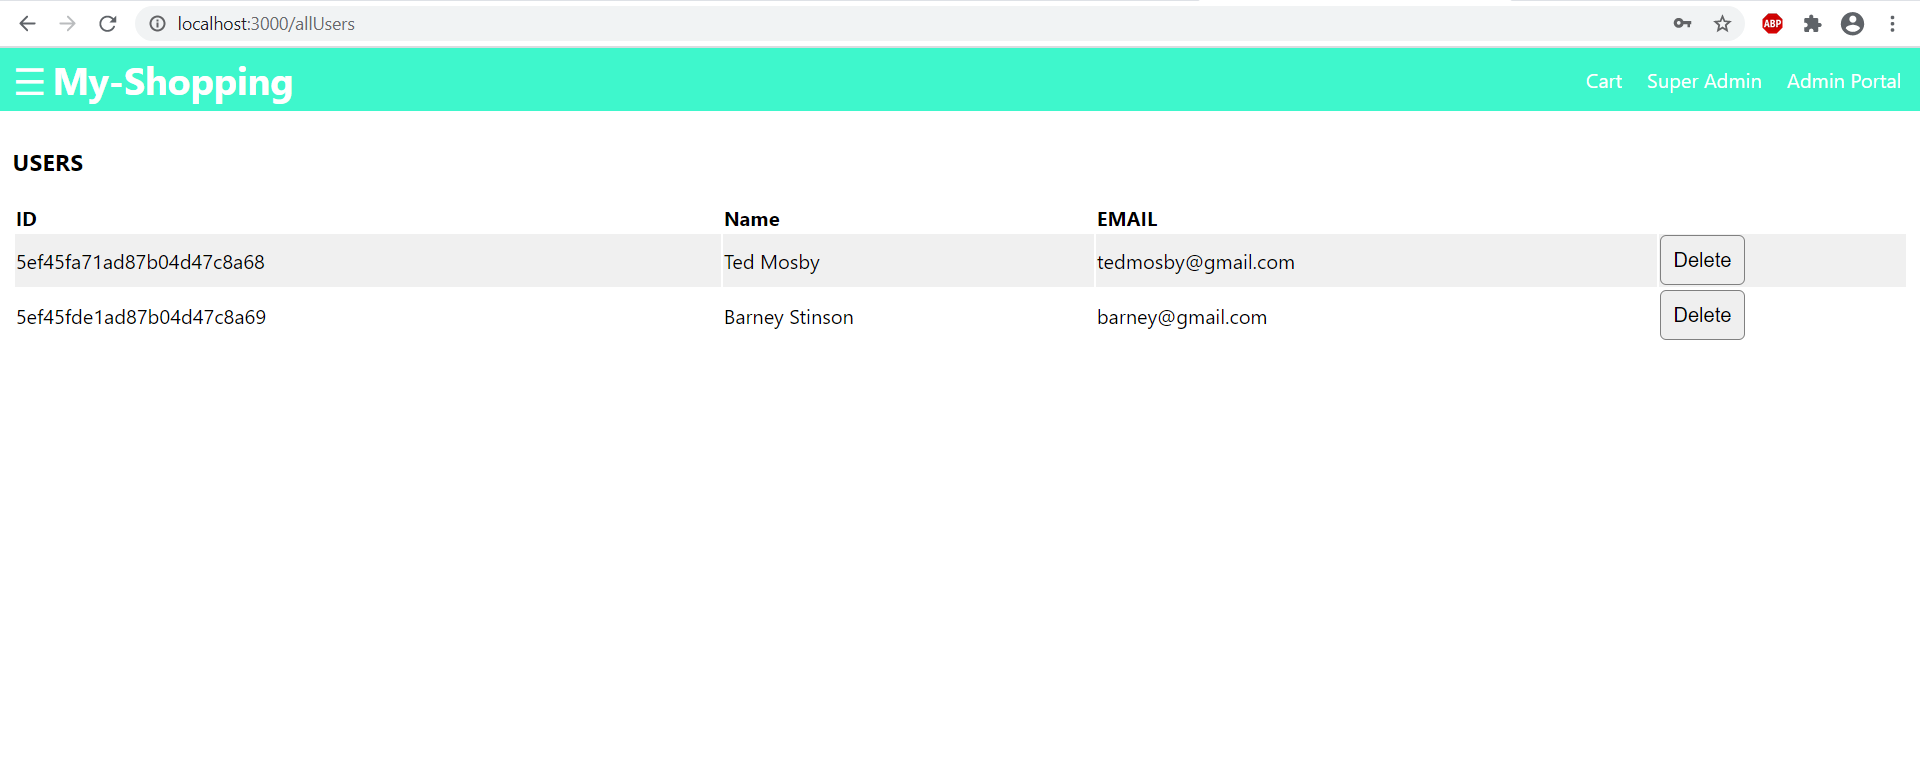 localhost:3000/allUsers
ABP
☰ My-Shopping Cart Super Admin Admin Portal
USERS
ID Name EMAIL
5ef45fa71ad87b04d47c8a68 Ted Mosby tedmosby@gmail.com Delete
5ef45fde1ad87b04d47c8a69 Barney Stinson barney@gmail.com Delete